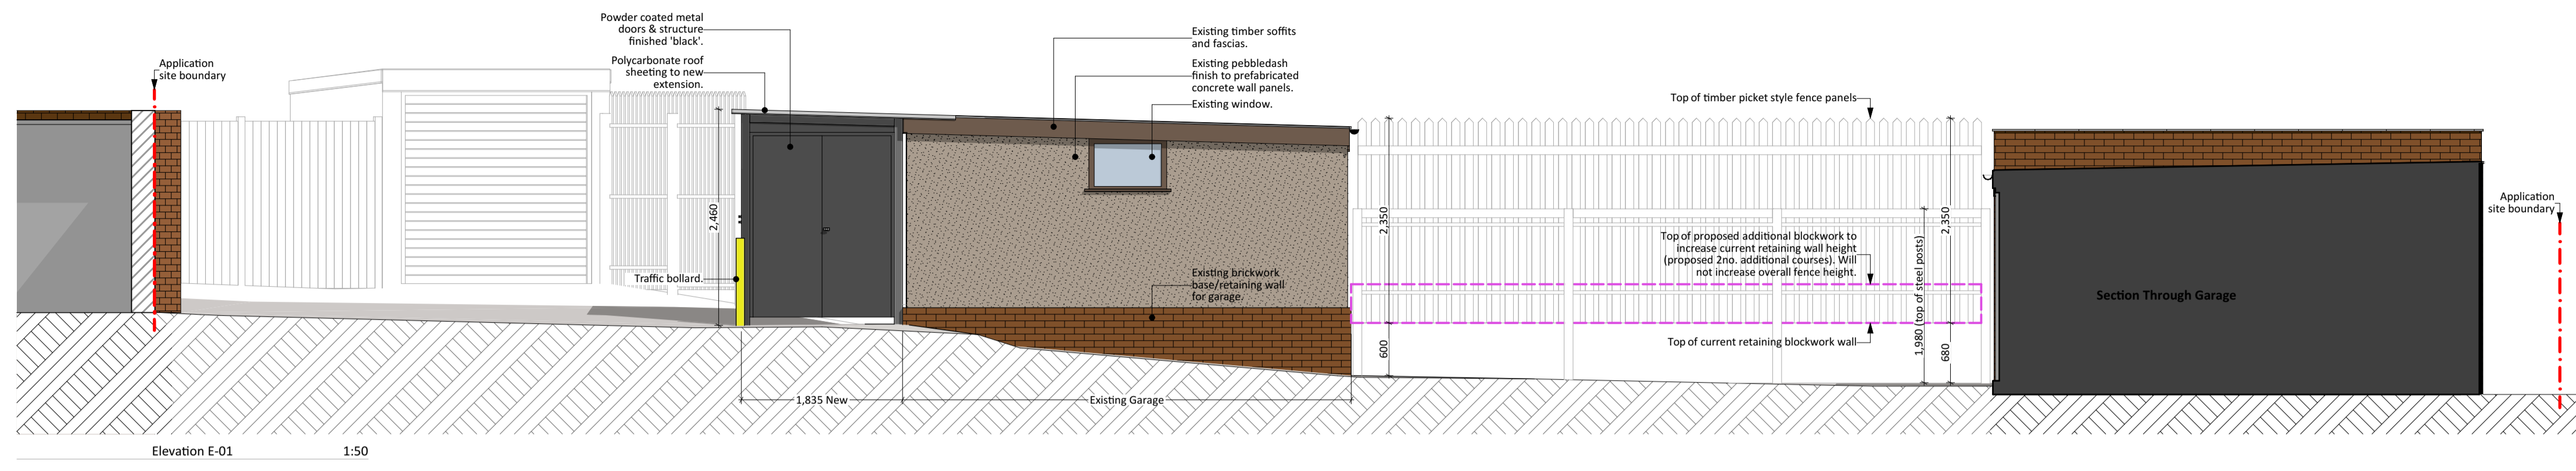 Application
site boundary
Powder coated metal
doors & structure
finished 'black'.
Polycarbonate roof
sheeting to new
extension.
Existing timber soffits
and fascias.
Existing pebbledash
finish to prefabricated
concrete wall panels.
Existing window.
Top of timber picket style fence panels
2,460
Traffic bollard.
Existing brickwork
base/retaining wall
for garage.
2,350
Top of proposed additional blockwork to
increase current retaining wall height
(proposed 2no. additional courses). Will
not increase overall fence height.
1,980 (top of steel posts)
2,350
Top of current retaining blockwork wall
600
680
Section Through Garage
Application
site boundary
1,835 New
Existing Garage
Elevation E-01
1:50